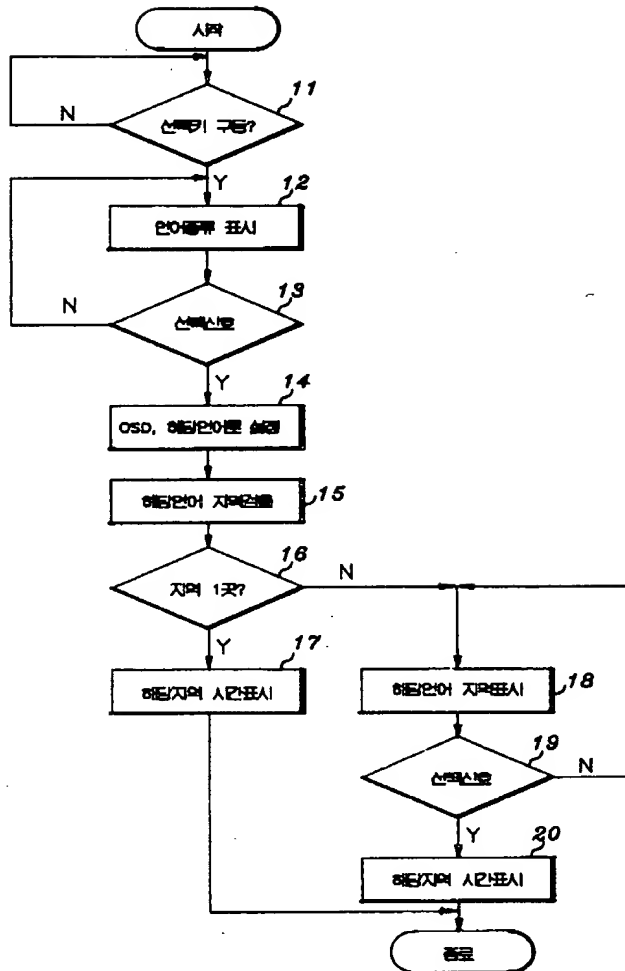 시작
11
선택키 구동?
N
Y
12
언어종류 표시
13
선택신호
N
Y
14
OSD, 해당언어로 설정
해당언어 지역검출
15
16
지역 1곳?
N
Y
17
해당지역 시간표시
해당언어 지역표시
18
19
선택신호
N
Y
20
해당지역 시간표시
종료